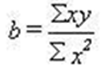 b = Σxy / Σx²